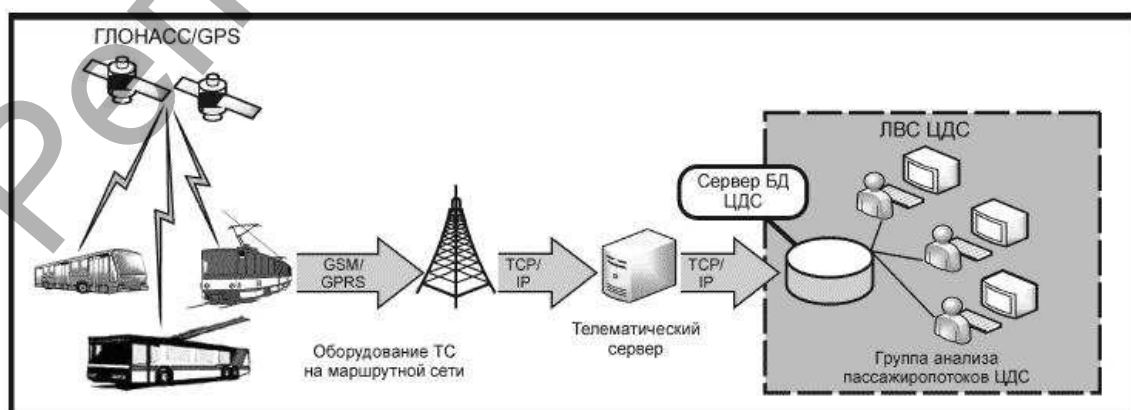 ГЛОНАСС/GPS
ЛВС ЦДС
Сервер БД
ЦДС
GSM/
GPRS
TCP/
IP
TCP/
IP
Оборудование ТС
на маршрутной сети
Телематический
сервер
Группа анализа
пассажиропотоков ЦДС